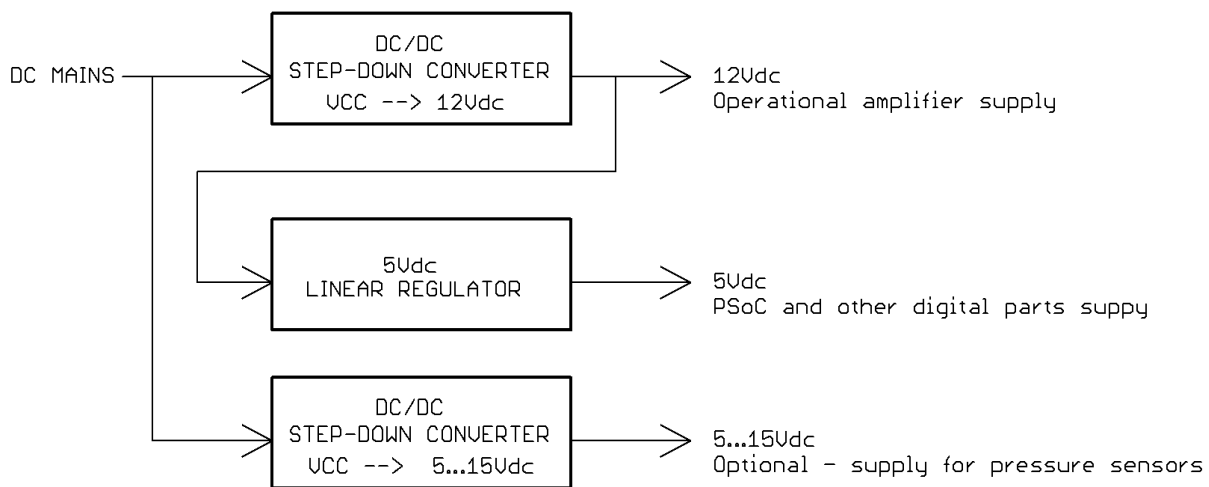 DC MAINS
DC/DC
STEP-DOWN CONVERTER
VCC --> 12Vdc
12Vdc
Operational amplifier supply
5Vdc
LINEAR REGULATOR
5Vdc
PSoC and other digital parts suppy
DC/DC
STEP-DOWN CONVERTER
VCC --> 5...15Vdc
5...15Vdc
Optional - supply for pressure sensors